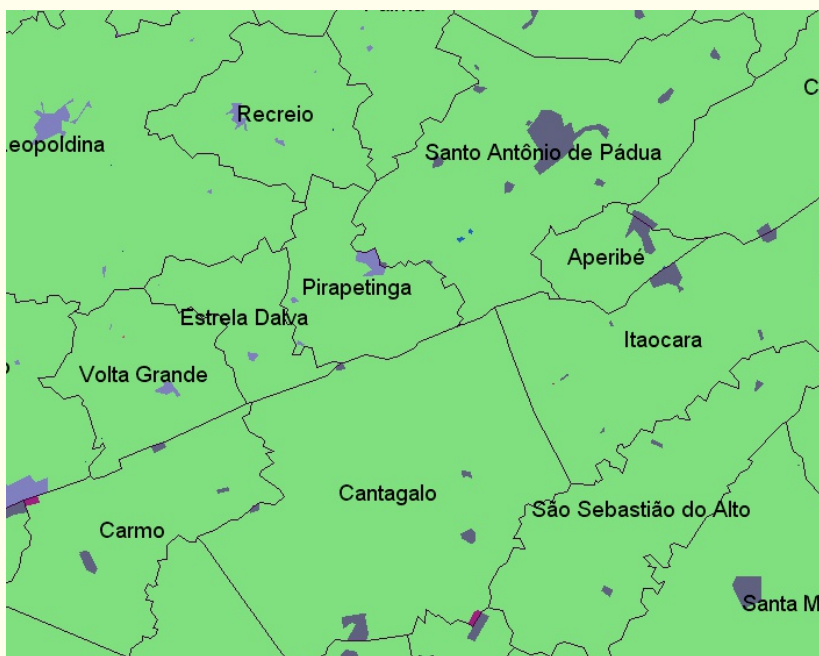 Recreio
Leopoldina
Santo Antônio de Pádua
Aperibé
Pirapetinga
Estrela Dalva
Itaocara
Volta Grande
Cantagalo
São Sebastião do Alto
Carmo
Santa M